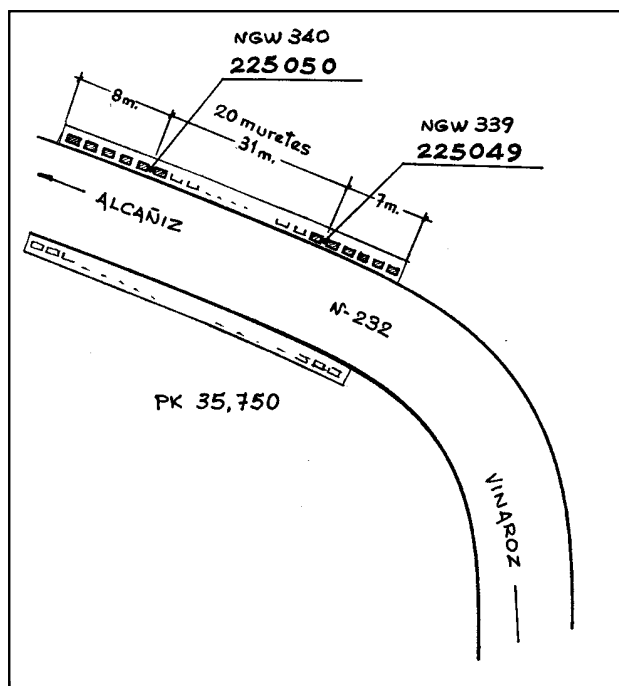 NGW 340
225050
8m.
20 muretes
31m.
NGW 339
225049
7m.
ALCAÑIZ
N-232
PK 35,750
VINAROZ